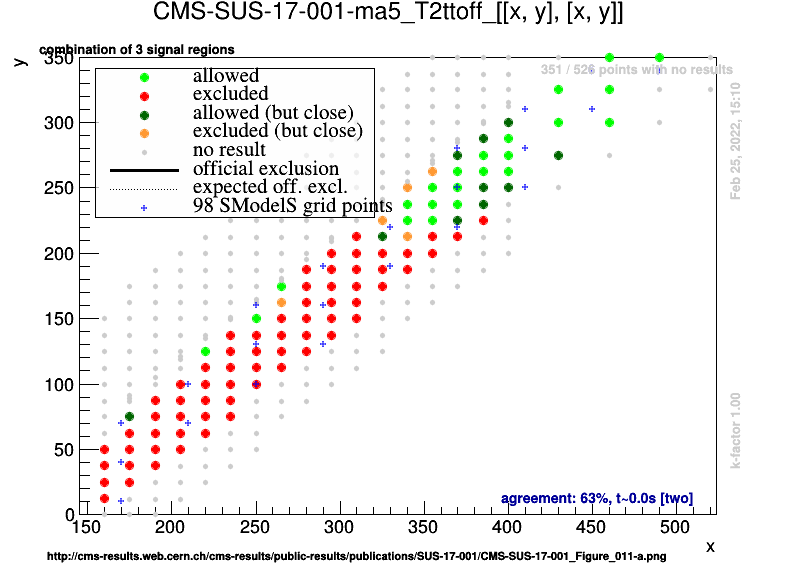 CMS-SUS-17-001-ma5_T2ttoff_[[x, y], [x, y]]
combination of 3 signal regions
y
351 / 526 points with no results
allowed
excluded
allowed (but close)
excluded (but close)
no result
official exclusion
expected off. excl.
98 SModelS grid points
350
300
250
200
150
100
50
0
150 200 250 300 350 400 450 500
x
Feb 25, 2022, 15:10
k-factor 1.00
agreement: 63%, t~0.0s [two]
http://cms-results.web.cern.ch/cms-results/public-results/publications/SUS-17-001/CMS-SUS-17-001_Figure_011-a.png